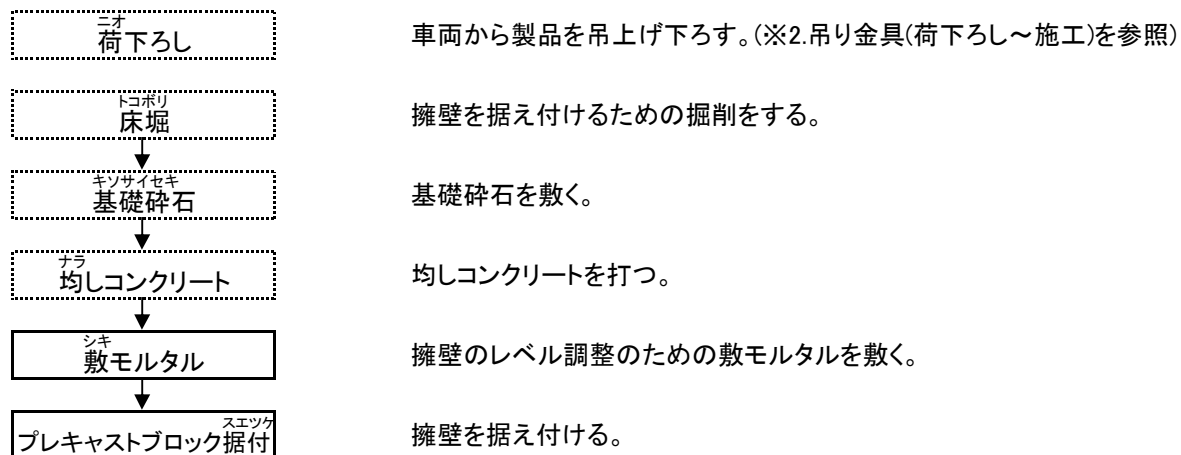 ニオ
荷下ろし
車両から製品を吊上げ下ろす。(※2.吊り金具(荷下ろし～施工)を参照)
トコボリ
床堀
擁壁を据え付けるための掘削をする。
キソサイセキ
基礎砕石
基礎砕石を敷く。
ナラ
均しコンクリート
均しコンクリートを打つ。
シキ
敷モルタル
擁壁のレベル調整のための敷モルタルを敷く。
スエツケ
プレキャストブロック据付
擁壁を据え付ける。